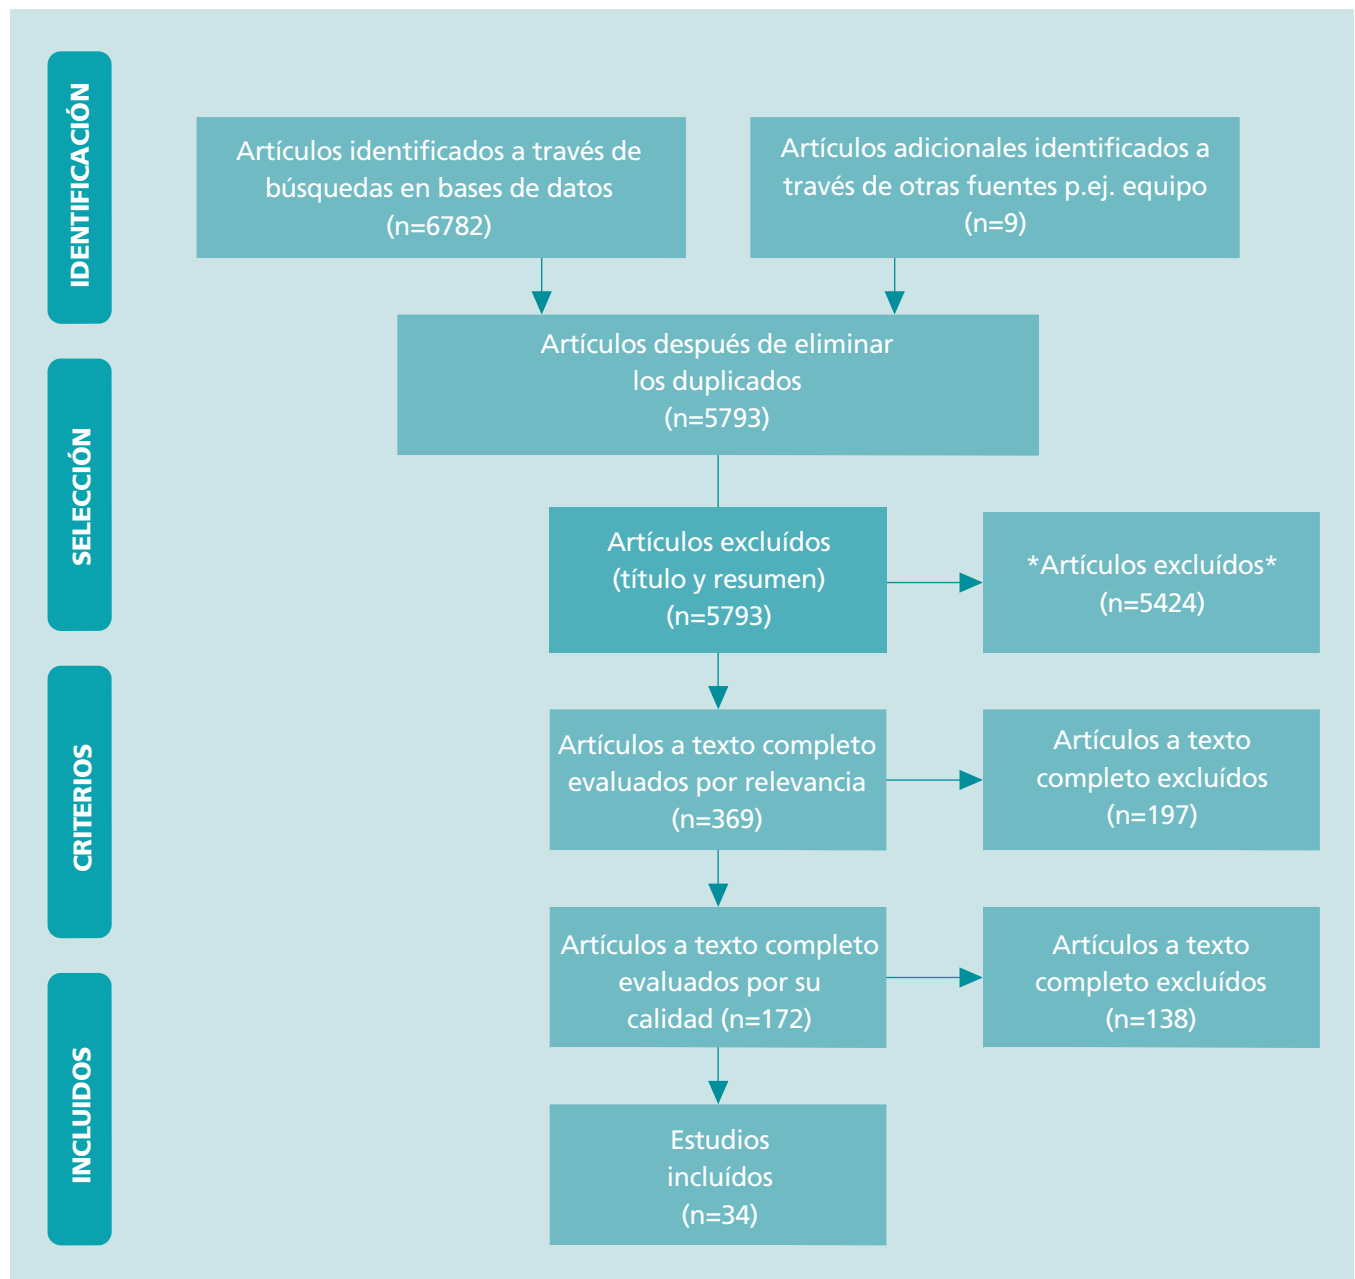 IDENTIFICACIÓN
Artículos identificados a través de
búsquedas en bases de datos
(n=6782)
Artículos adicionales identificados a
través de otras fuentes p.ej. equipo
(n=9)
Artículos después de eliminar
los duplicados
(n=5793)
SELECCIÓN
Artículos excluídos
(título y resumen)
(n=5793)
*Artículos excluídos*
(n=5424)
CRITERIOS
Artículos a texto completo
evaluados por relevancia
(n=369)
Artículos a texto
completo excluídos
(n=197)
Artículos a texto completo
evaluados por su
calidad (n=172)
Artículos a texto
completo excluídos
(n=138)
INCLUIDOS
Estudios
incluídos
(n=34)